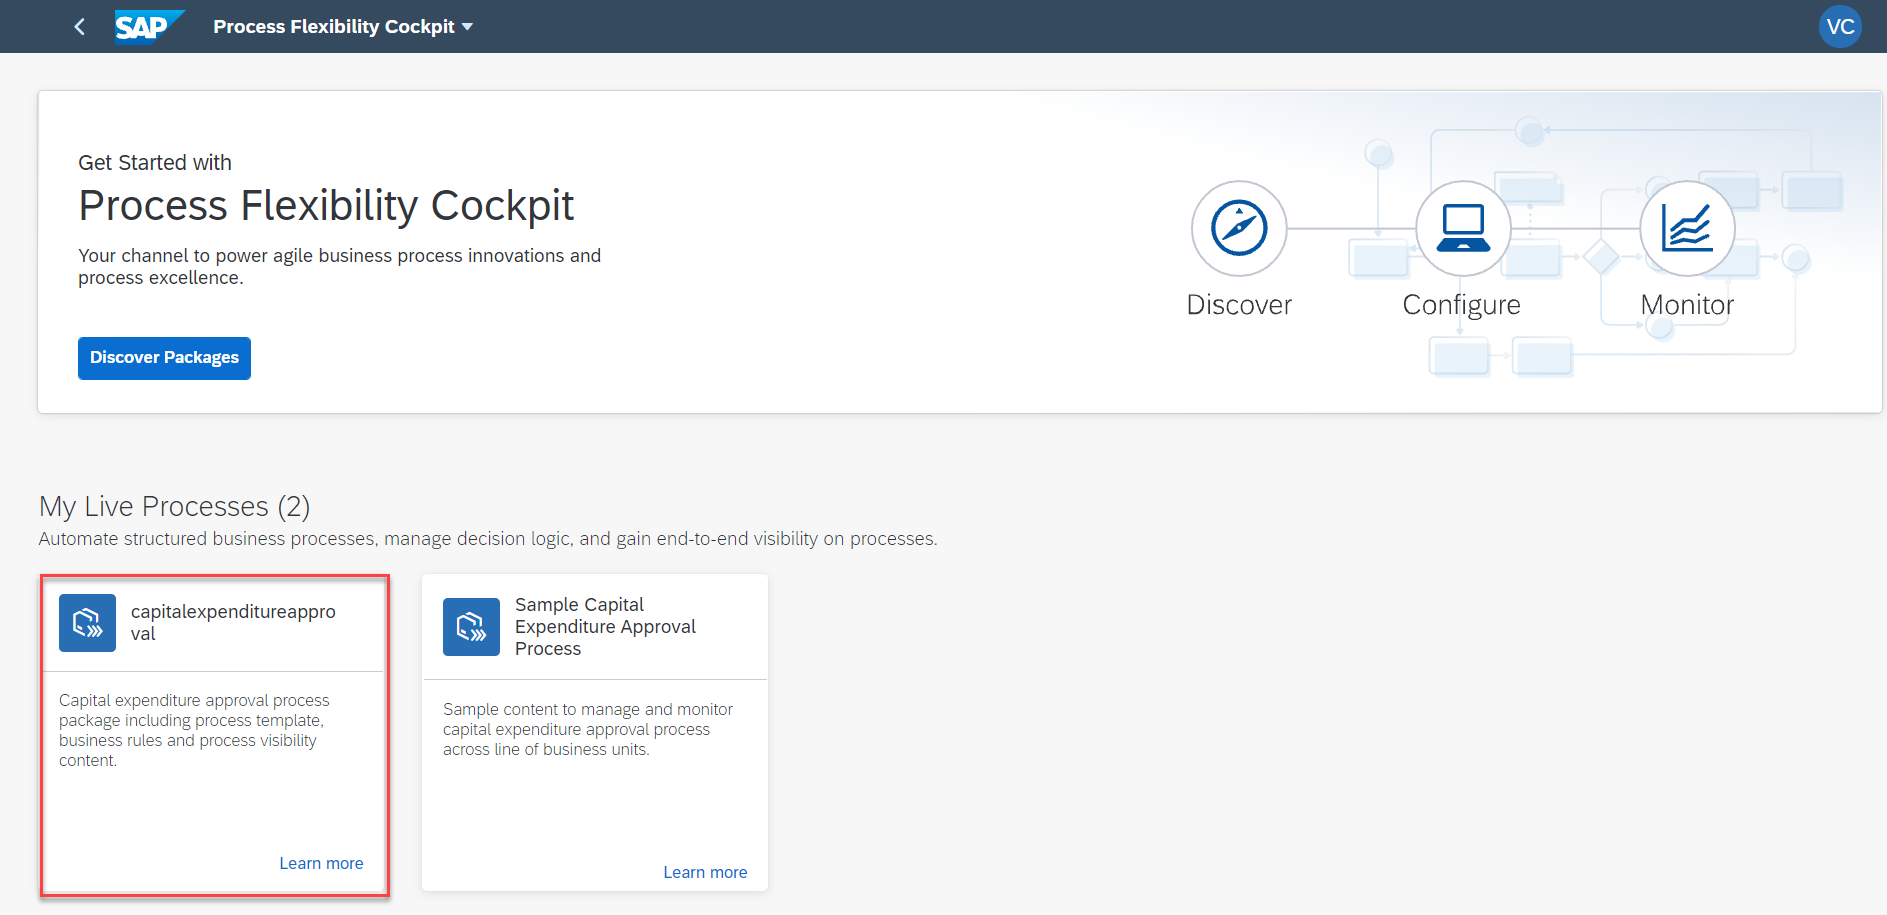 SAP Process Flexibility Cockpit VC
Get Started with
Process Flexibility Cockpit
Your channel to power agile business process innovations and
process excellence.
Discover Packages
Discover Configure Monitor
My Live Processes (2)
Automate structured business processes, manage decision logic, and gain end-to-end visibility on processes.
capitalexpenditureappro
val
Capital expenditure approval process
package including process template,
business rules and process visibility
content.
Learn more
Sample Capital
Expenditure Approval
Process
Sample content to manage and monitor
capital expenditure approval process
across line of business units.
Learn more